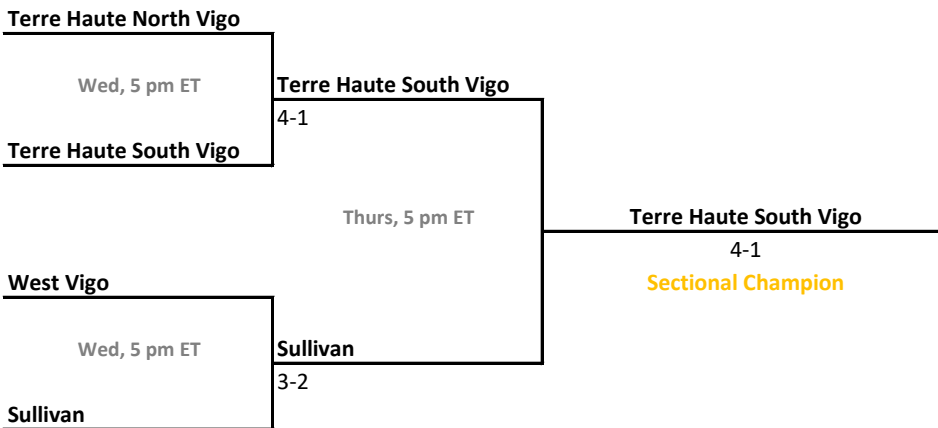 Terre Haute North Vigo
Wed, 5 pm ET
Terre Haute South Vigo
4-1
Terre Haute South Vigo
Thurs, 5 pm ET
Terre Haute South Vigo
4-1
Sectional Champion
West Vigo
Wed, 5 pm ET
Sullivan
3-2
Sullivan